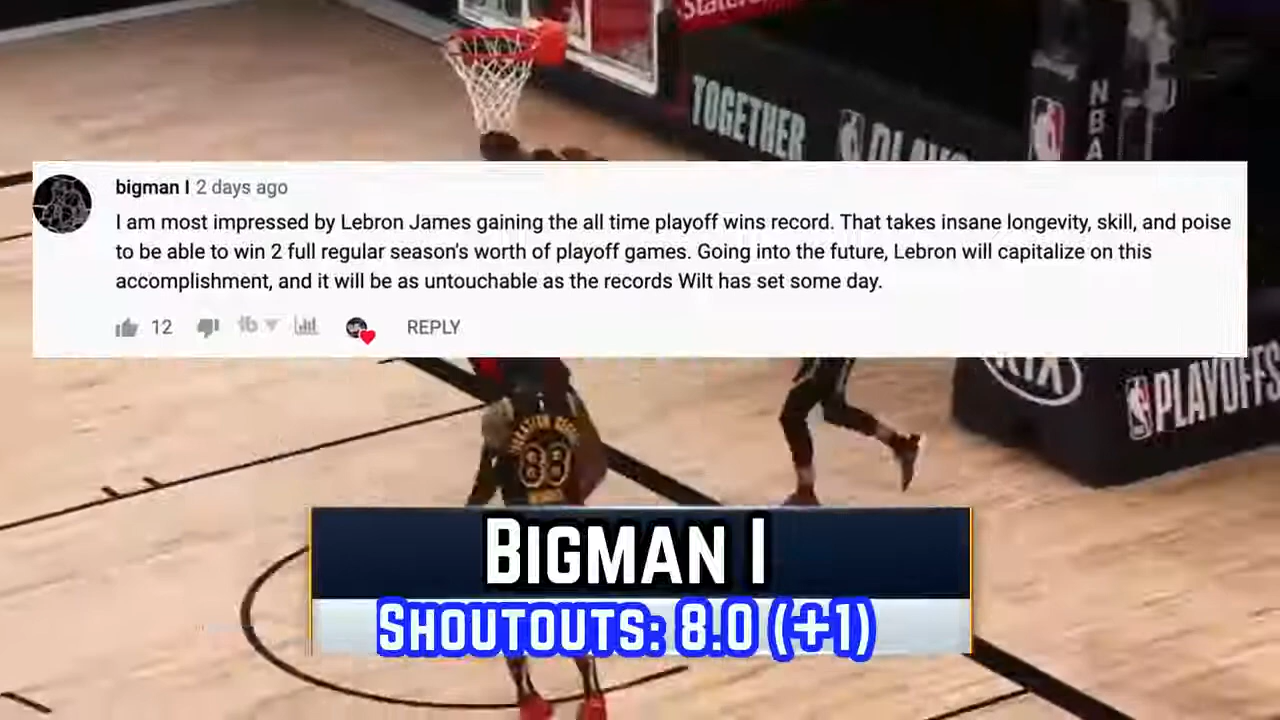 TOGETHER
NBA
bigman I 2 days ago
I am most impressed by Lebron James gaining the all time playoff wins record. That takes insane longevity, skill, and poise
to be able to win 2 full regular season's worth of playoff games. Going into the future, Lebron will capitalize on this
accomplishment, and it will be as untouchable as the records Wilt has set some day.
12
REPLY
PLAYOFFS
Bigman I
Shoutouts: 8.0 (+1)